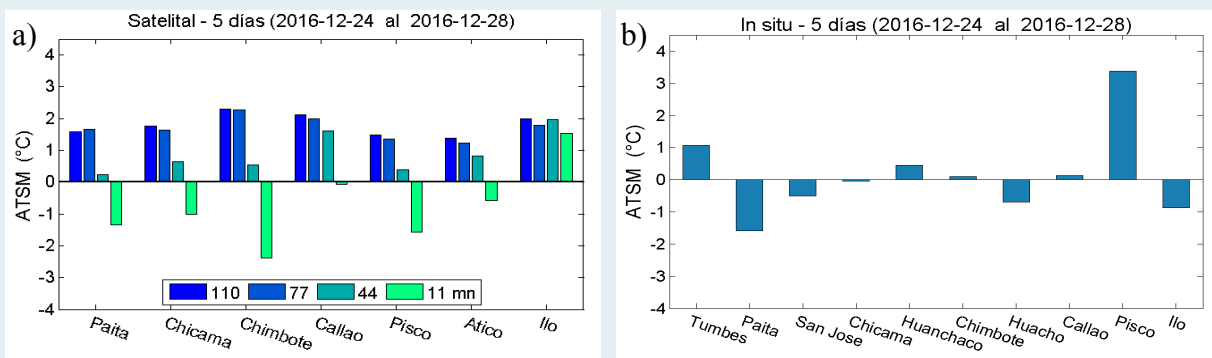 a)
Satelital - 5 días (2016-12-24 al 2016-12-28)
ATSM (°C)
4
3
2
1
0
-1
-2
-3
-4
110 77 44 11 mn
Paita Chicama Chimbote Callao Pisco Atico Ilo
b)
In situ - 5 días (2016-12-24 al 2016-12-28)
ATSM (°C)
4
3
2
1
0
-1
-2
-3
-4
Tumbes Paita San Jose Chicama Huanchaco Chimbote Huacho Callao Pisco Ilo